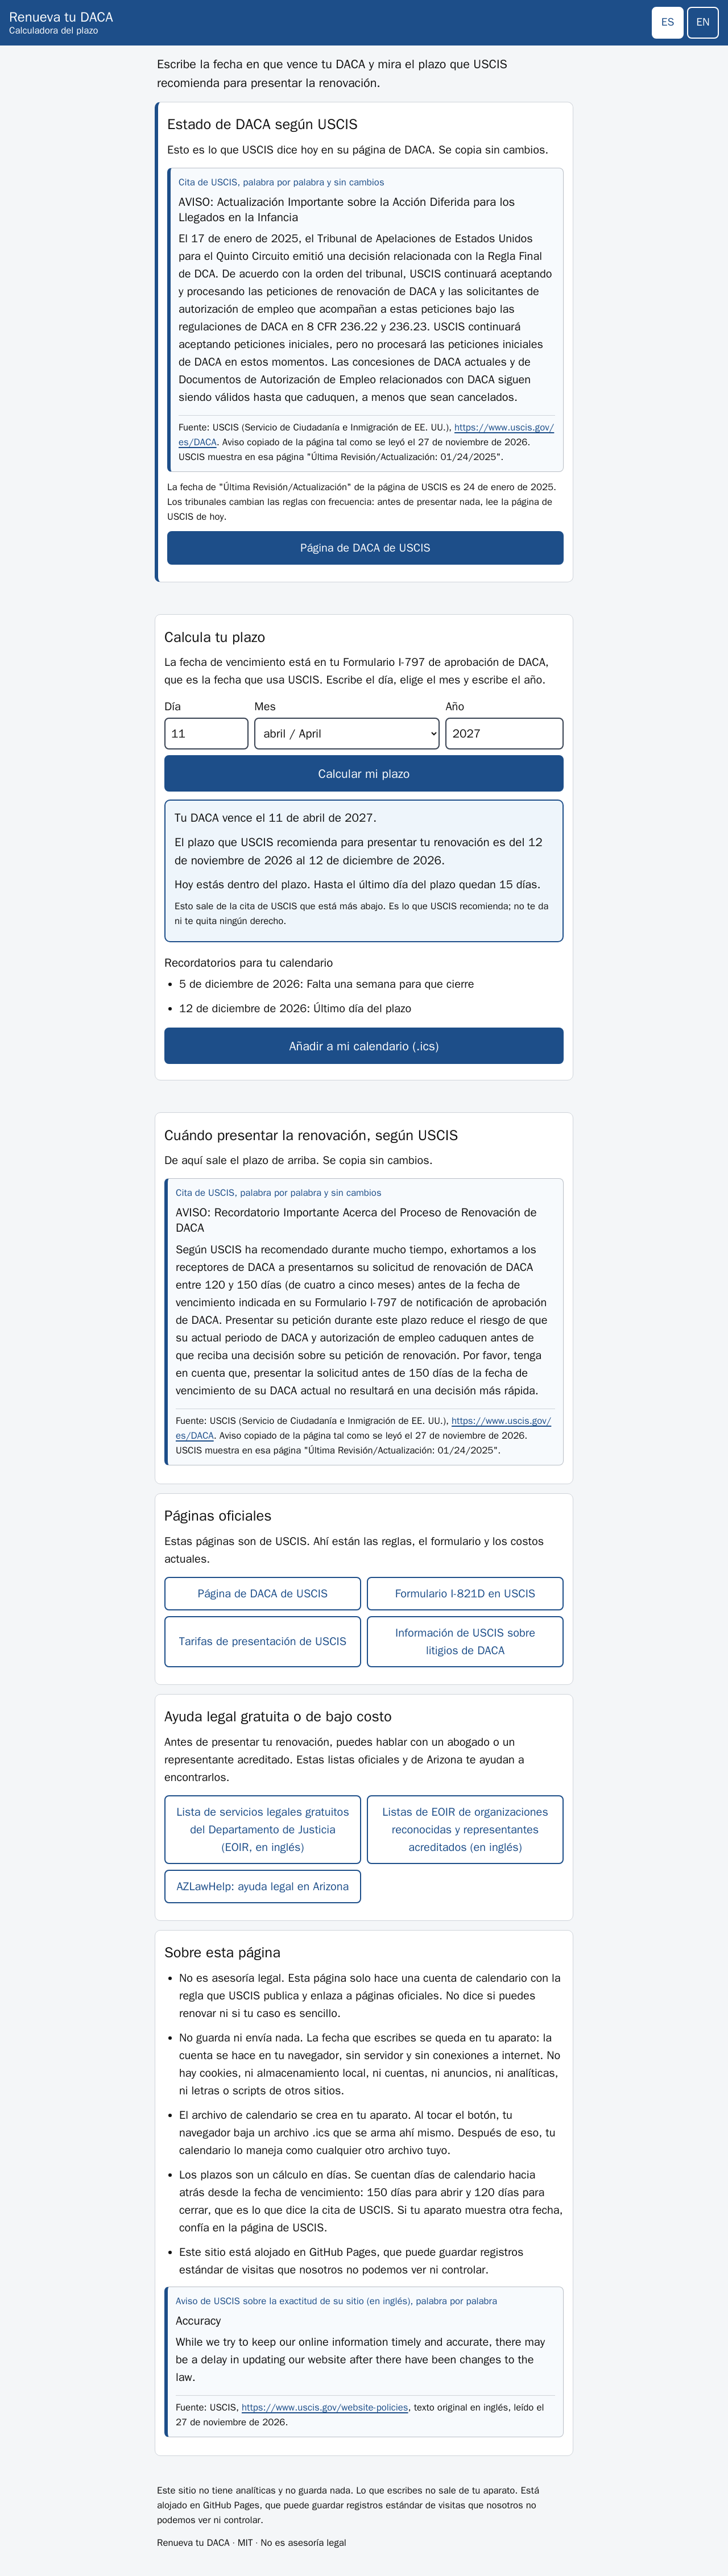 Renueva tu DACA
Calculadora del plazo
ES
EN
Escribe la fecha en que vence tu DACA y mira el plazo que USCIS
recomienda para presentar la renovación.
Estado de DACA según USCIS
Esto es lo que USCIS dice hoy en su página de DACA. Se copia sin cambios.
Cita de USCIS, palabra por palabra y sin cambios
AVISO: Actualización Importante sobre la Acción Diferida para los
Llegados en la Infancia
El 17 de enero de 2025, el Tribunal de Apelaciones de Estados Unidos
para el Quinto Circuito emitió una decisión relacionada con la Regla Final
de DCA. De acuerdo con la orden del tribunal, USCIS continuará aceptando
y procesando las peticiones de renovación de DACA y las solicitantes de
autorización de empleo que acompañan a estas peticiones bajo las
regulaciones de DACA en 8 CFR 236.22 y 236.23. USCIS continuará
aceptando peticiones iniciales, pero no procesará las peticiones iniciales
de DACA en estos momentos. Las concesiones de DACA actuales y de
Documentos de Autorización de Empleo relacionados con DACA siguen
siendo válidos hasta que caduquen, a menos que sean cancelados.
Fuente: USCIS (Servicio de Ciudadanía e Inmigración de EE. UU.), https://www.uscis.gov/
es/DACA. Aviso copiado de la página tal como se leyó el 27 de noviembre de 2026.
USCIS muestra en esa página "Última Revisión/Actualización: 01/24/2025".
La fecha de "Última Revisión/Actualización" de la página de USCIS es 24 de enero de 2025.
Los tribunales cambian las reglas con frecuencia: antes de presentar nada, lee la página de
USCIS de hoy.
Página de DACA de USCIS
Calcula tu plazo
La fecha de vencimiento está en tu Formulario I-797 de aprobación de DACA,
que es la fecha que usa USCIS. Escribe el día, elige el mes y escribe el año.
Día
Mes
Año
11
abril / April
2027
Calcular mi plazo
Tu DACA vence el 11 de abril de 2027.
El plazo que USCIS recomienda para presentar tu renovación es del 12
de noviembre de 2026 al 12 de diciembre de 2026.
Hoy estás dentro del plazo. Hasta el último día del plazo quedan 15 días.
Esto sale de la cita de USCIS que está más abajo. Es lo que USCIS recomienda; no te da
ni te quita ningún derecho.
Recordatorios para tu calendario
• 5 de diciembre de 2026: Falta una semana para que cierre
• 12 de diciembre de 2026: Último día del plazo
Añadir a mi calendario (.ics)
Cuándo presentar la renovación, según USCIS
De aquí sale el plazo de arriba. Se copia sin cambios.
Cita de USCIS, palabra por palabra y sin cambios
AVISO: Recordatorio Importante Acerca del Proceso de Renovación de
DACA
Según USCIS ha recomendado durante mucho tiempo, exhortamos a los
receptores de DACA a presentarnos su solicitud de renovación de DACA
entre 120 y 150 días (de cuatro a cinco meses) antes de la fecha de
vencimiento indicada en su Formulario I-797 de notificación de aprobación
de DACA. Presentar su petición durante este plazo reduce el riesgo de que
su actual periodo de DACA y autorización de empleo caduquen antes de
que reciba una decisión sobre su petición de renovación. Por favor, tenga
en cuenta que, presentar la solicitud antes de 150 días de la fecha de
vencimiento de su DACA actual no resultará en una decisión más rápida.
Fuente: USCIS (Servicio de Ciudadanía e Inmigración de EE. UU.), https://www.uscis.gov/
es/DACA. Aviso copiado de la página tal como se leyó el 27 de noviembre de 2026.
USCIS muestra en esa página "Última Revisión/Actualización: 01/24/2025".
Páginas oficiales
Estas páginas son de USCIS. Ahí están las reglas, el formulario y los costos
actuales.
Página de DACA de USCIS
Formulario I-821D en USCIS
Tarifas de presentación de USCIS
Información de USCIS sobre
litigios de DACA
Ayuda legal gratuita o de bajo costo
Antes de presentar tu renovación, puedes hablar con un abogado o un
representante acreditado. Estas listas oficiales y de Arizona te ayudan a
encontrarlos.
Lista de servicios legales gratuitos
del Departamento de Justicia
(EOIR, en inglés)
Listas de EOIR de organizaciones
reconocidas y representantes
acreditados (en inglés)
AZLawHelp: ayuda legal en Arizona
Sobre esta página
• No es asesoría legal. Esta página solo hace una cuenta de calendario con la
regla que USCIS publica y enlaza a páginas oficiales. No dice si puedes
renovar ni si tu caso es sencillo.
• No guarda ni envía nada. La fecha que escribes se queda en tu aparato: la
cuenta se hace en tu navegador, sin servidor y sin conexiones a internet. No
hay cookies, ni almacenamiento local, ni cuentas, ni anuncios, ni analíticas,
ni letras o scripts de otros sitios.
• El archivo de calendario se crea en tu aparato. Al tocar el botón, tu
navegador baja un archivo .ics que se arma ahí mismo. Después de eso, tu
calendario lo maneja como cualquier otro archivo tuyo.
• Los plazos son un cálculo en días. Se cuentan días de calendario hacia
atrás desde la fecha de vencimiento: 150 días para abrir y 120 días para
cerrar, que es lo que dice la cita de USCIS. Si tu aparato muestra otra fecha,
confía en la página de USCIS.
• Este sitio está alojado en GitHub Pages, que puede guardar registros
estándar de visitas que nosotros no podemos ver ni controlar.
Aviso de USCIS sobre la exactitud de su sitio (en inglés), palabra por palabra
Accuracy
While we try to keep our online information timely and accurate, there may
be a delay in updating our website after there have been changes to the
law.
Fuente: USCIS, https://www.uscis.gov/website-policies, texto original en inglés, leído el
27 de noviembre de 2026.
Este sitio no tiene analíticas y no guarda nada. Lo que escribes no sale de tu aparato. Está
alojado en GitHub Pages, que puede guardar registros estándar de visitas que nosotros no
podemos ver ni controlar.
Renueva tu DACA · MIT · No es asesoría legal